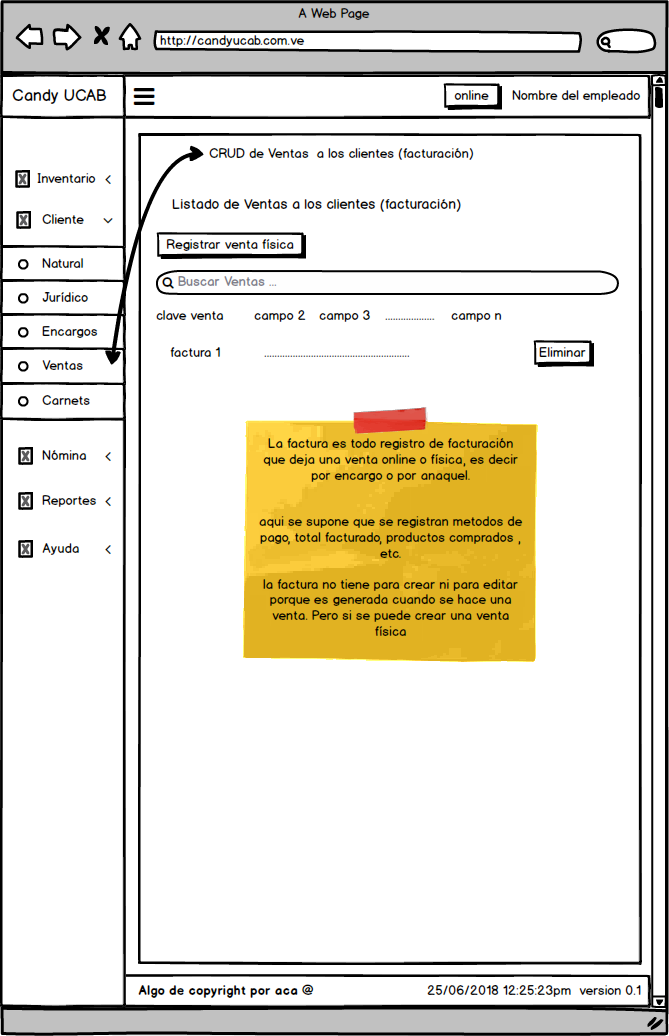 A Web Page
http://candyucab.com.ve
Candy UCAB
online
Nombre del empleado
CRUD de Ventas a los clientes (facturación)
Inventario
Cliente
Natural
Jurídico
Encargos
Ventas
Carnets
Nómina
Reportes
Ayuda
Listado de Ventas a los clientes (facturación)
Registrar venta física
Buscar Ventas ...
clave venta campo 2 campo 3 ................... campo n
factura 1 ........................................................ Eliminar
La factura es todo registro de facturación
que deja una venta online o física, es decir
por encargo o por anaquel.
aqui se supone que se registran metodos de
pago, total facturado, productos comprados ,
etc.
la factura no tiene para crear ni para editar
porque es generada cuando se hace una
venta. Pero si se puede crear una venta
física
Algo de copyright por aca @
25/06/2018 12:25:23pm version 0.1